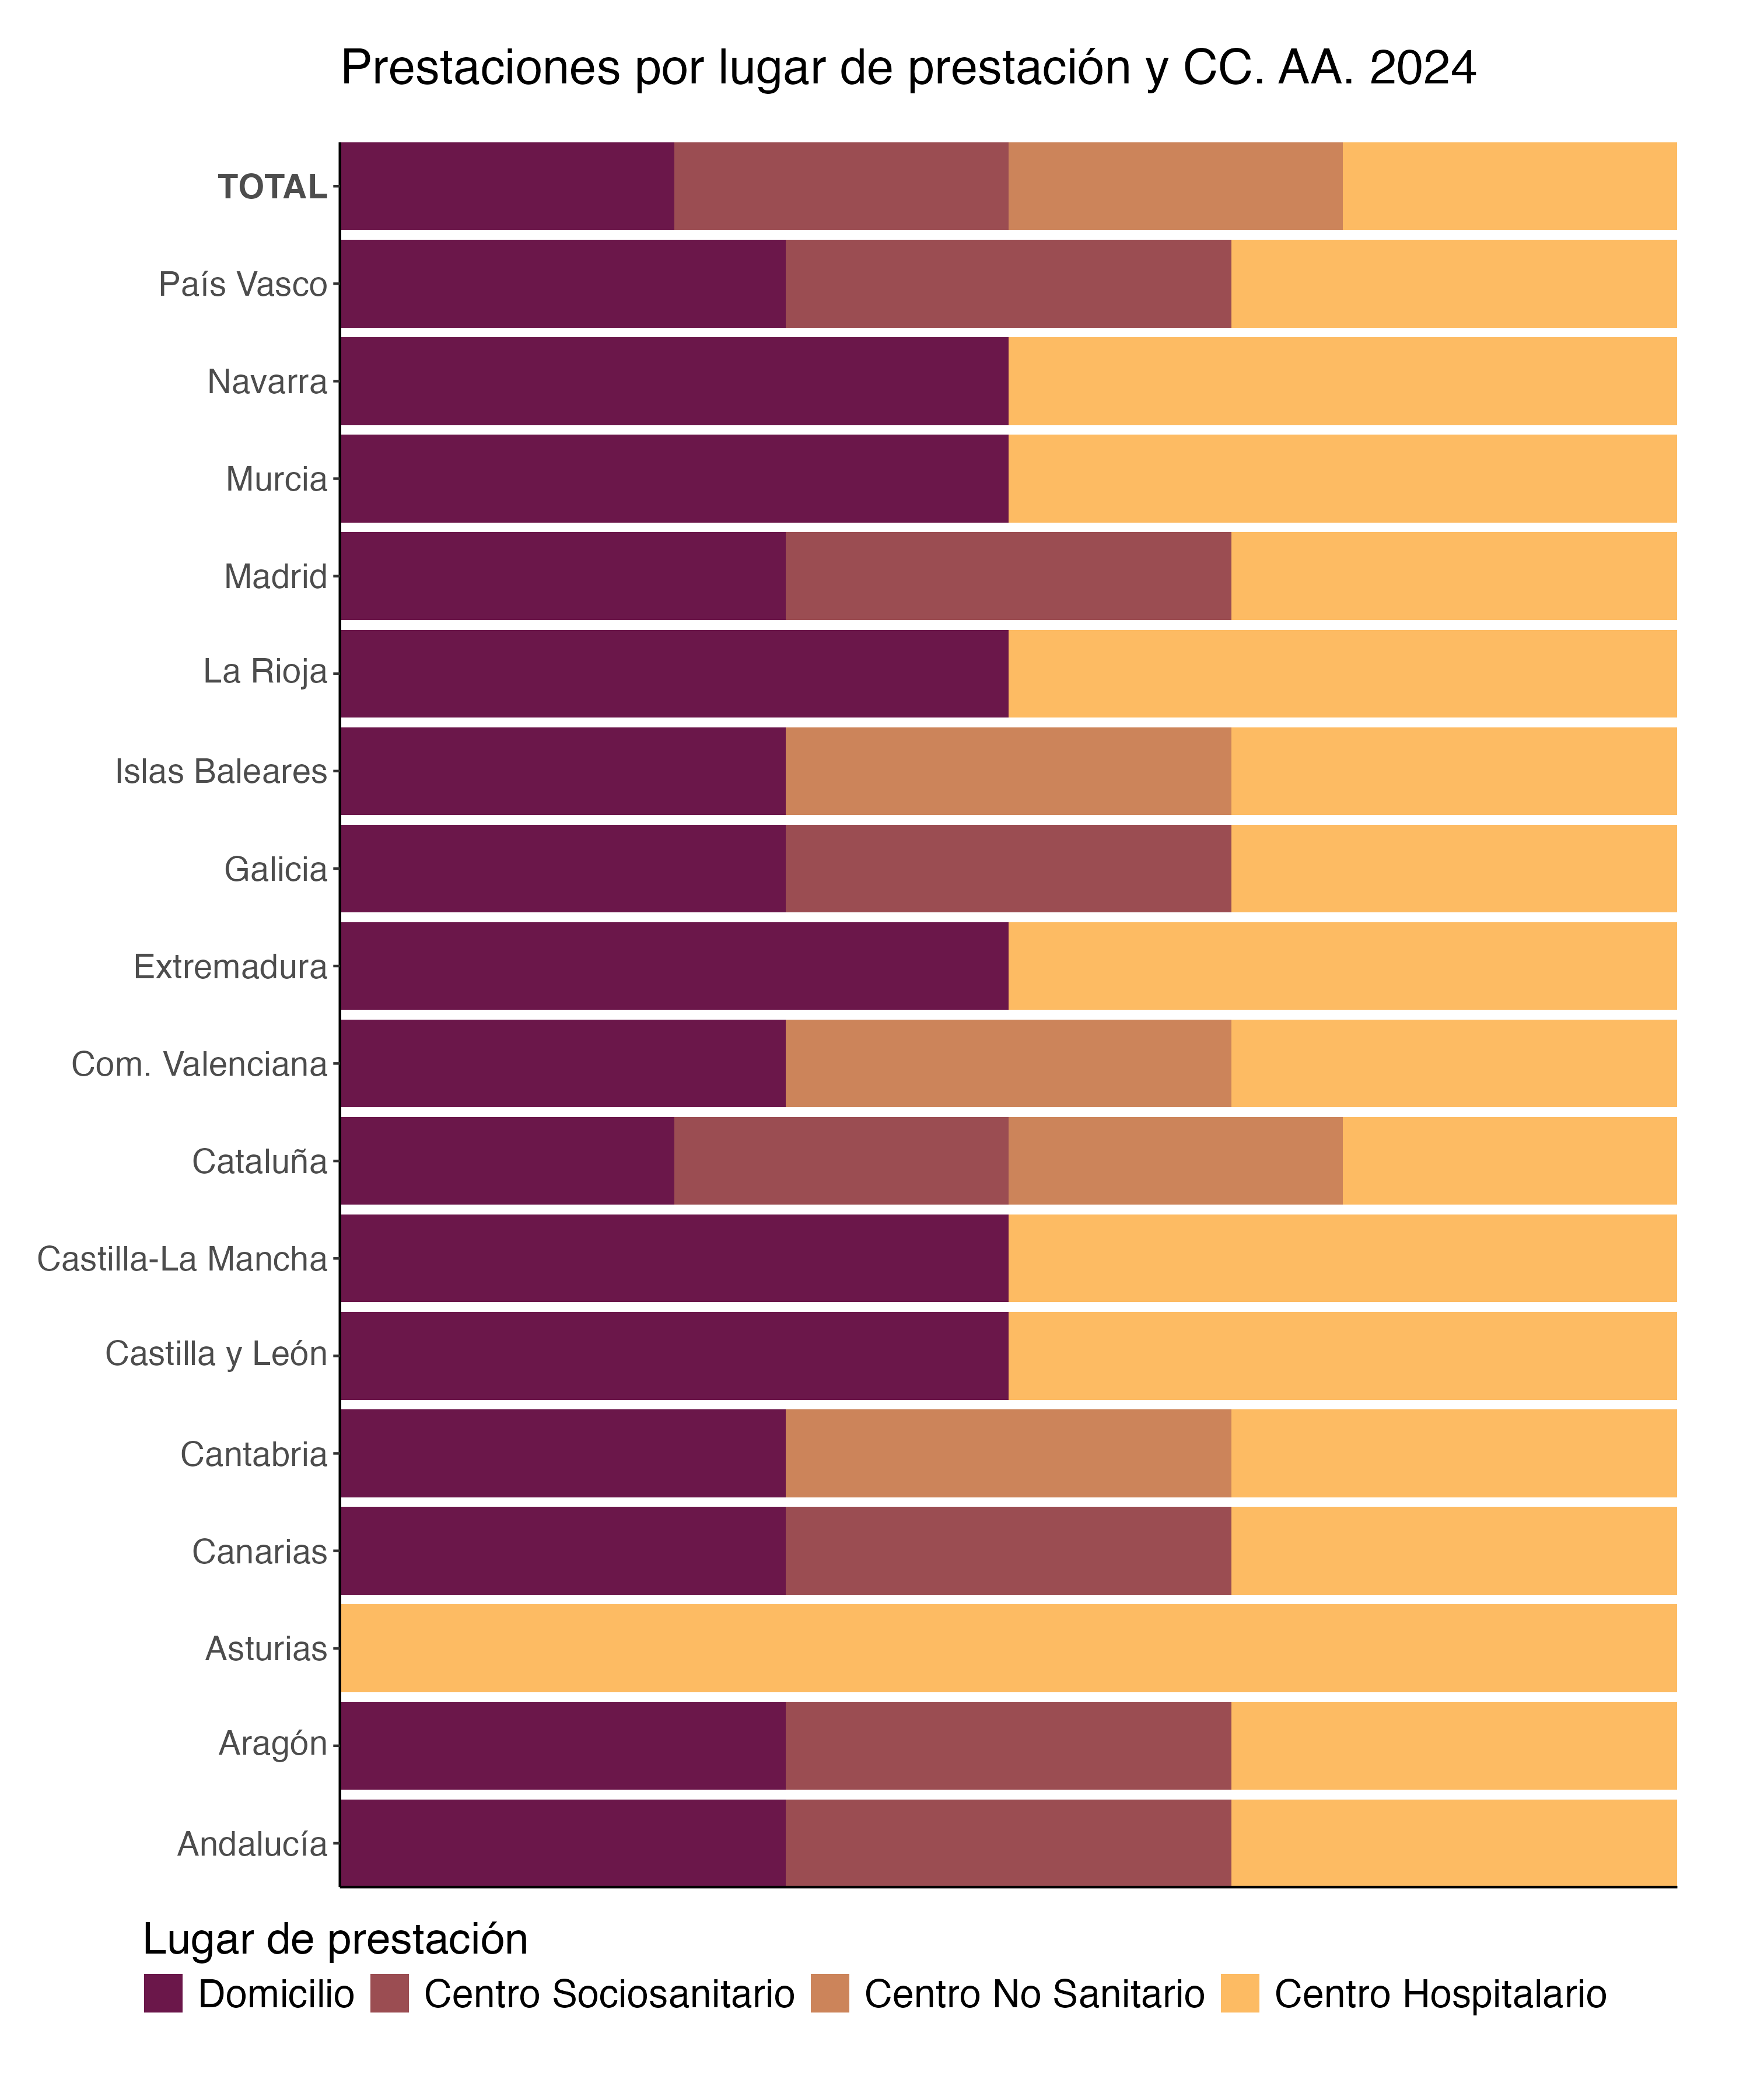 Prestaciones por lugar de prestación y CC. AA. 2024
TOTAL
País Vasco
Navarra
Murcia
Madrid
La Rioja
Islas Baleares
Galicia
Extremadura
Com. Valenciana
Cataluña
Castilla-La Mancha
Castilla y León
Cantabria
Canarias
Asturias
Aragón
Andalucía
Lugar de prestación
Domicilio Centro Sociosanitario Centro No Sanitario Centro Hospitalario